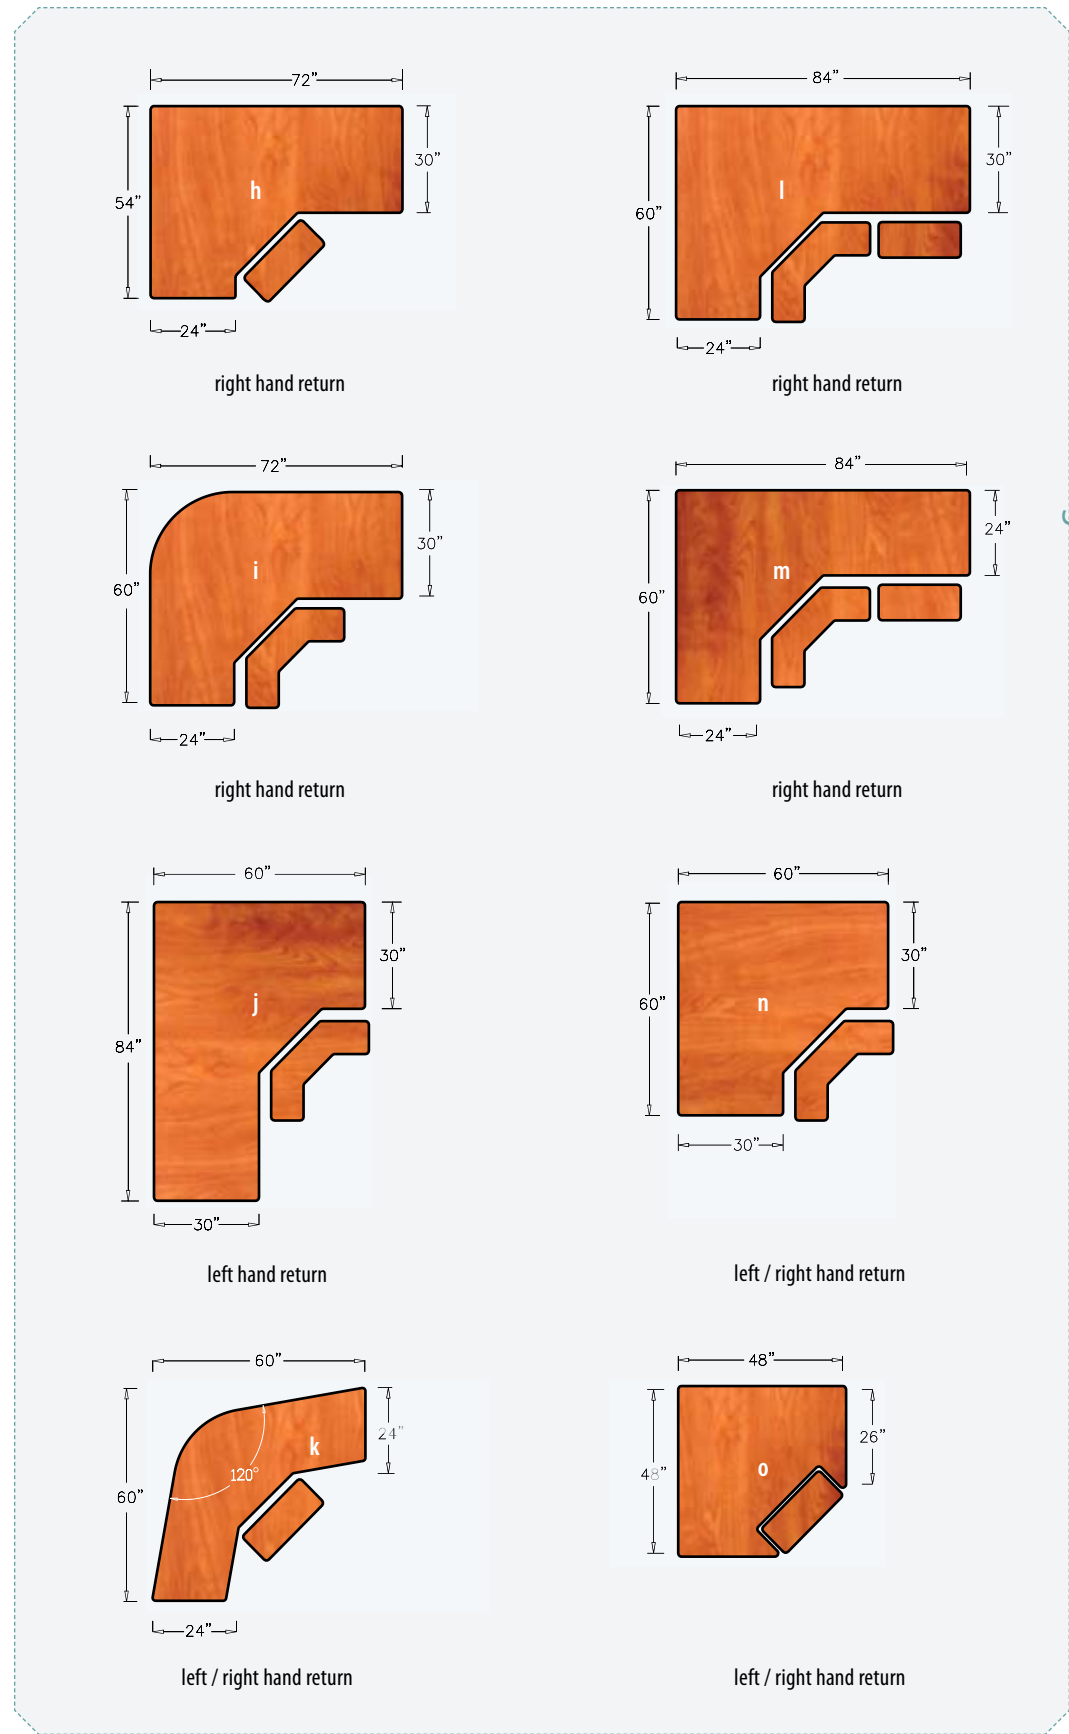 72”
54”
h
30”
24”
right hand return
84”
60”
l
30”
24”
right hand return
72”
60”
i
30”
24”
right hand return
84”
60”
m
24”
24”
right hand return
60”
84”
j
30”
30”
left hand return
60”
60”
n
30”
30”
left / right hand return
60”
60”
k
120°
24”
24”
left / right hand return
48”
48”
o
26”
left / right hand return